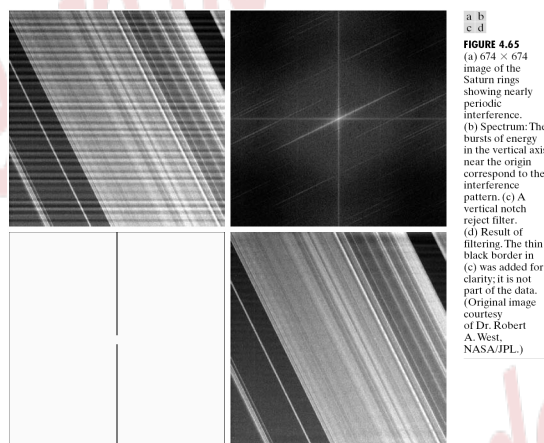 a b
c d
FIGURE 4.65
(a) 674 × 674
image of the
Saturn rings
showing nearly
periodic
interference.
(b) Spectrum: The
bursts of energy
in the vertical axis
near the origin
correspond to the
interference
pattern. (c) A
vertical notch
reject filter.
(d) Result of
filtering. The thin
black border in
(c) was added for
clarity; it is not
part of the data.
(Original image
courtesy
of Dr. Robert
A. West,
NASA/JPL.)